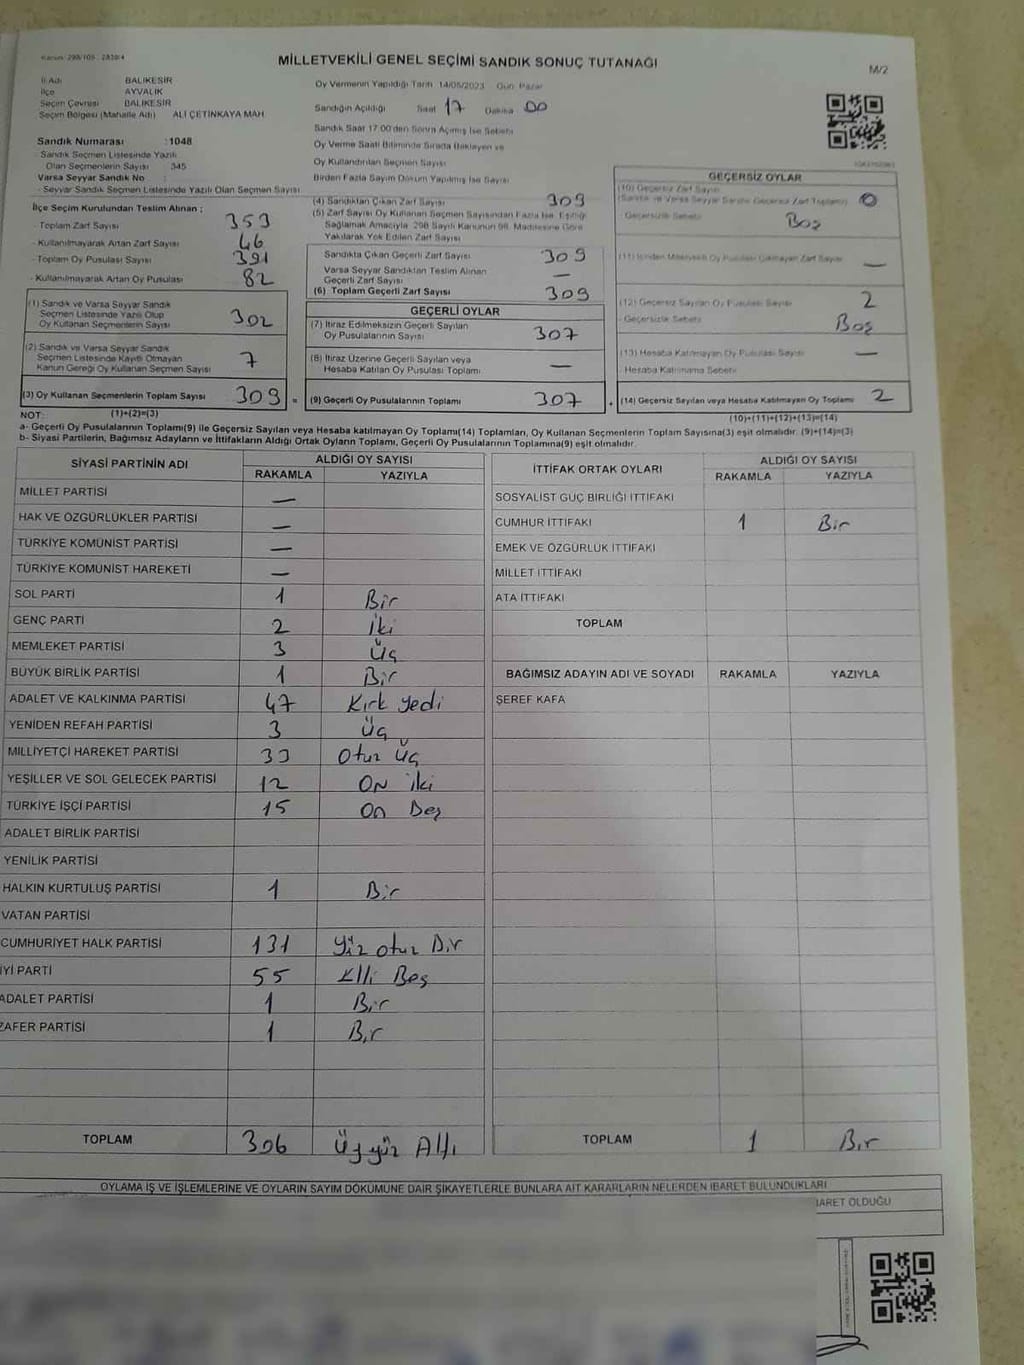 Kanun: 298/105 - 2839/4
MİLLETVEKİLİ GENEL SEÇİMİ SANDIK SONUÇ TUTANAĞI
M/2
İl Adı BALIKESİR
İlçe AYVALIK
Seçim Çevresi BALIKESİR
Seçim Bölgesi (Mahalle Adı) ALİ ÇETİNKAYA MAH.
Sandık Numarası :1048
- Sandık Seçmen Listesinde Yazılı
Olan Seçmenlerin Sayısı 345
Varsa Seyyar Sandık No :
- Seyyar Sandık Seçmen Listesinde Yazılı Olan Seçmen Sayısı
Oy Vermenin Yapıldığı Tarih 14/05/2023 Gün Pazar
Sandığın Açıldığı Saat 17 Dakika 00
Sandık Saat 17:00'den Sonra Açılmış İse Sebebi
Oy Verme Saati Bitiminde Sırada Bekleyen ve
Oy Kullandırılan Seçmen Sayısı
Birden Fazla Sayım Döküm Yapılmış İse Sayısı
İlçe Seçim Kurulundan Teslim Alınan :
- Toplam Zarf Sayısı 353
- Kullanılmayarak Artan Zarf Sayısı 46
- Toplam Oy Pusulası Sayısı 391
- Kullanılmayarak Artan Oy Pusulası 82
(1) Sandık ve Varsa Seyyar Sandık
Seçmen Listesinde Yazılı Olup
Oy Kullanan Seçmenlerin Sayısı 302
(2) Sandık ve Varsa Seyyar Sandık
Seçmen Listesinde Kayıtlı Olmayan
Kanun Gereği Oy Kullanan Seçmen Sayısı 7
(3) Oy Kullanan Seçmenlerin Toplam Sayısı 309 =
(4) Sandıktan Çıkan Zarf Sayısı 309
(5) Zarf Sayısı Oy Kullanan Seçmen Sayısından Fazla İse, Eşitliği
Sağlamak Amacıyla 298 Sayılı Kanunun 98. Maddesine Göre
Yakılarak Yok Edilen Zarf Sayısı
Sandıkta Çıkan Geçerli Zarf Sayısı 309
Varsa Seyyar Sandıktan Teslim Alınan
Geçerli Zarf Sayısı —
(6) Toplam Geçerli Zarf Sayısı 309
GEÇERLİ OYLAR
(7) İtiraz Edilmeksizin Geçerli Sayılan
Oy Pusulalarının Sayısı 307
(8) İtiraz Üzerine Geçerli Sayılan veya
Hesaba Katılan Oy Pusulası Toplamı —
(9) Geçerli Oy Pusulalarının Toplamı 307 +
GEÇERSİZ OYLAR
(10) Geçersiz Zarf Sayısı
(Sandık ve Varsa Seyyar Sandık Geçersiz Zarf Toplamı) 0
- Geçersizlik Sebebi Boş
(11) İçinden Milletvekili Oy Pusulası Çıkmayan Zarf Sayısı —
(12) Geçersiz Sayılan Oy Pusulası Sayısı 2
- Geçersizlik Sebebi Boş
(13) Hesaba Katılmayan Oy Pusulası Sayısı —
- Hesaba Katılmama Sebebi
(14) Geçersiz Sayılan veya Hesaba Katılmayan Oy Toplamı 2
NOT: (1)+(2)=(3)
(10)+(11)+(12)+(13)=(14)
a- Geçerli Oy Pusulasının Toplamı(9) ile Geçersiz Sayılan veya Hesaba katılmayan Oy Toplamı(14) Toplamları, Oy Kullanan Seçmenlerin Toplam Sayısına(3) eşit olmalıdır. (9)+(14)=(3)
b- Siyasi Partilerin, Bağımsız Adayların ve İttifakların Aldığı Ortak Oyların Toplamı, Geçerli Oy Pusulalarının Toplamına(9) eşit olmalıdır.
SİYASİ PARTİNİN ADI ALDIĞI OY SAYISI
RAKAMLA YAZIYLA
MİLLET PARTİSİ —
HAK VE ÖZGÜRLÜKLER PARTİSİ —
TÜRKİYE KOMÜNİST PARTİSİ —
TÜRKİYE KOMÜNİST HAREKETİ —
SOL PARTİ 1 Bir
GENÇ PARTİ 2 İki
MEMLEKET PARTİSİ 3 Üç
BÜYÜK BİRLİK PARTİSİ 1 Bir
ADALET VE KALKINMA PARTİSİ 47 Kırk yedi
YENİDEN REFAH PARTİSİ 3 Üç
MİLLİYETÇİ HAREKET PARTİSİ 33 Otuz üç
YEŞİLLER VE SOL GELECEK PARTİSİ 12 ON iki
TÜRKİYE İŞÇİ PARTİSİ 15 On Beş
ADALET BİRLİK PARTİSİ
YENİLİK PARTİSİ
HALKIN KURTULUŞ PARTİSİ 1 Bir
VATAN PARTİSİ
CUMHURİYET HALK PARTİSİ 131 Yüz otuz Bir
İYİ PARTİ 55 Elli Beş
ADALET PARTİSİ 1 Bir
ZAFER PARTİSİ 1 Bir
TOPLAM 306 Üçyüz Altı
İTTİFAK ORTAK OYLARI ALDIĞI OY SAYISI
RAKAMLA YAZIYLA
SOSYALİST GÜÇ BİRLİĞİ İTTİFAKI
CUMHUR İTTİFAKI 1 Bir
EMEK VE ÖZGÜRLÜK İTTİFAKI
MİLLET İTTİFAKI
ATA İTTİFAKI
TOPLAM
BAĞIMSIZ ADAYIN ADI VE SOYADI RAKAMLA YAZIYLA
ŞEREF KAFA
TOPLAM 1 Bir
OYLAMA İŞ VE İŞLEMLERİNE VE OYLARIN SAYIM DÖKÜMÜNE DAİR ŞİKAYETLERLE BUNLARA AİT KARARLARIN NELERDEN İBARET BULUNDUKLARI
İBARET OLDUĞU